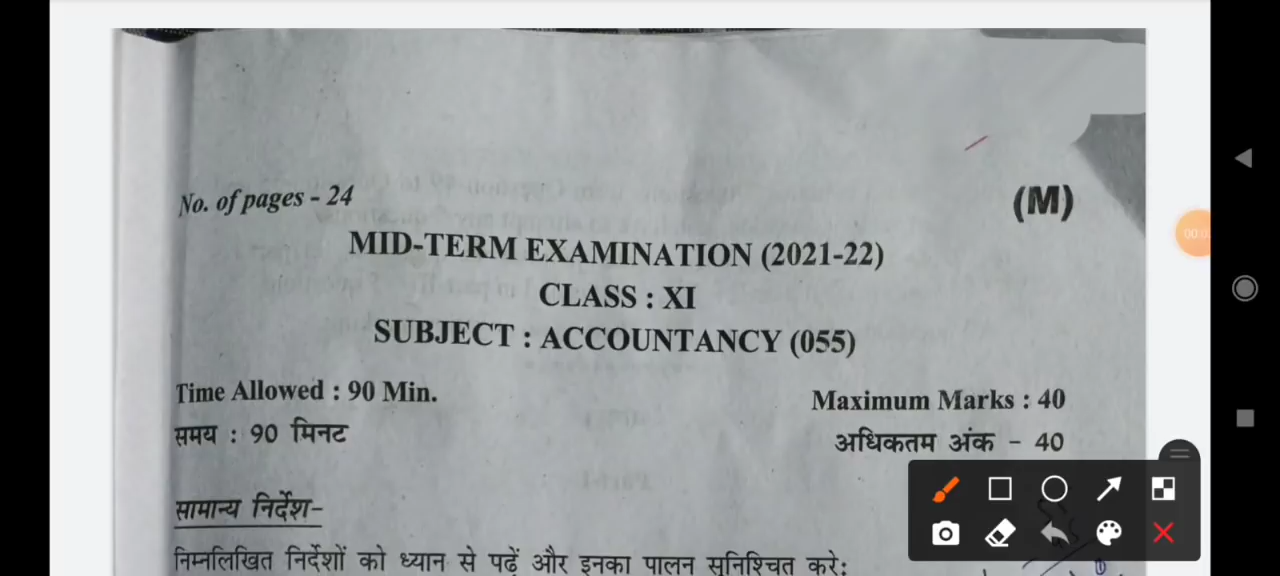 No. of pages - 24
(M)
MID-TERM EXAMINATION (2021-22)
CLASS : XI
SUBJECT : ACCOUNTANCY (055)
Time Allowed : 90 Min.
Maximum Marks : 40
समय : 90 मिनट
अधिकतम अंक - 40
सामान्य निर्देश-
निम्नलिखित निर्देशों को ध्यान से पढ़ें और इनका पालन सुनिश्चित करे: